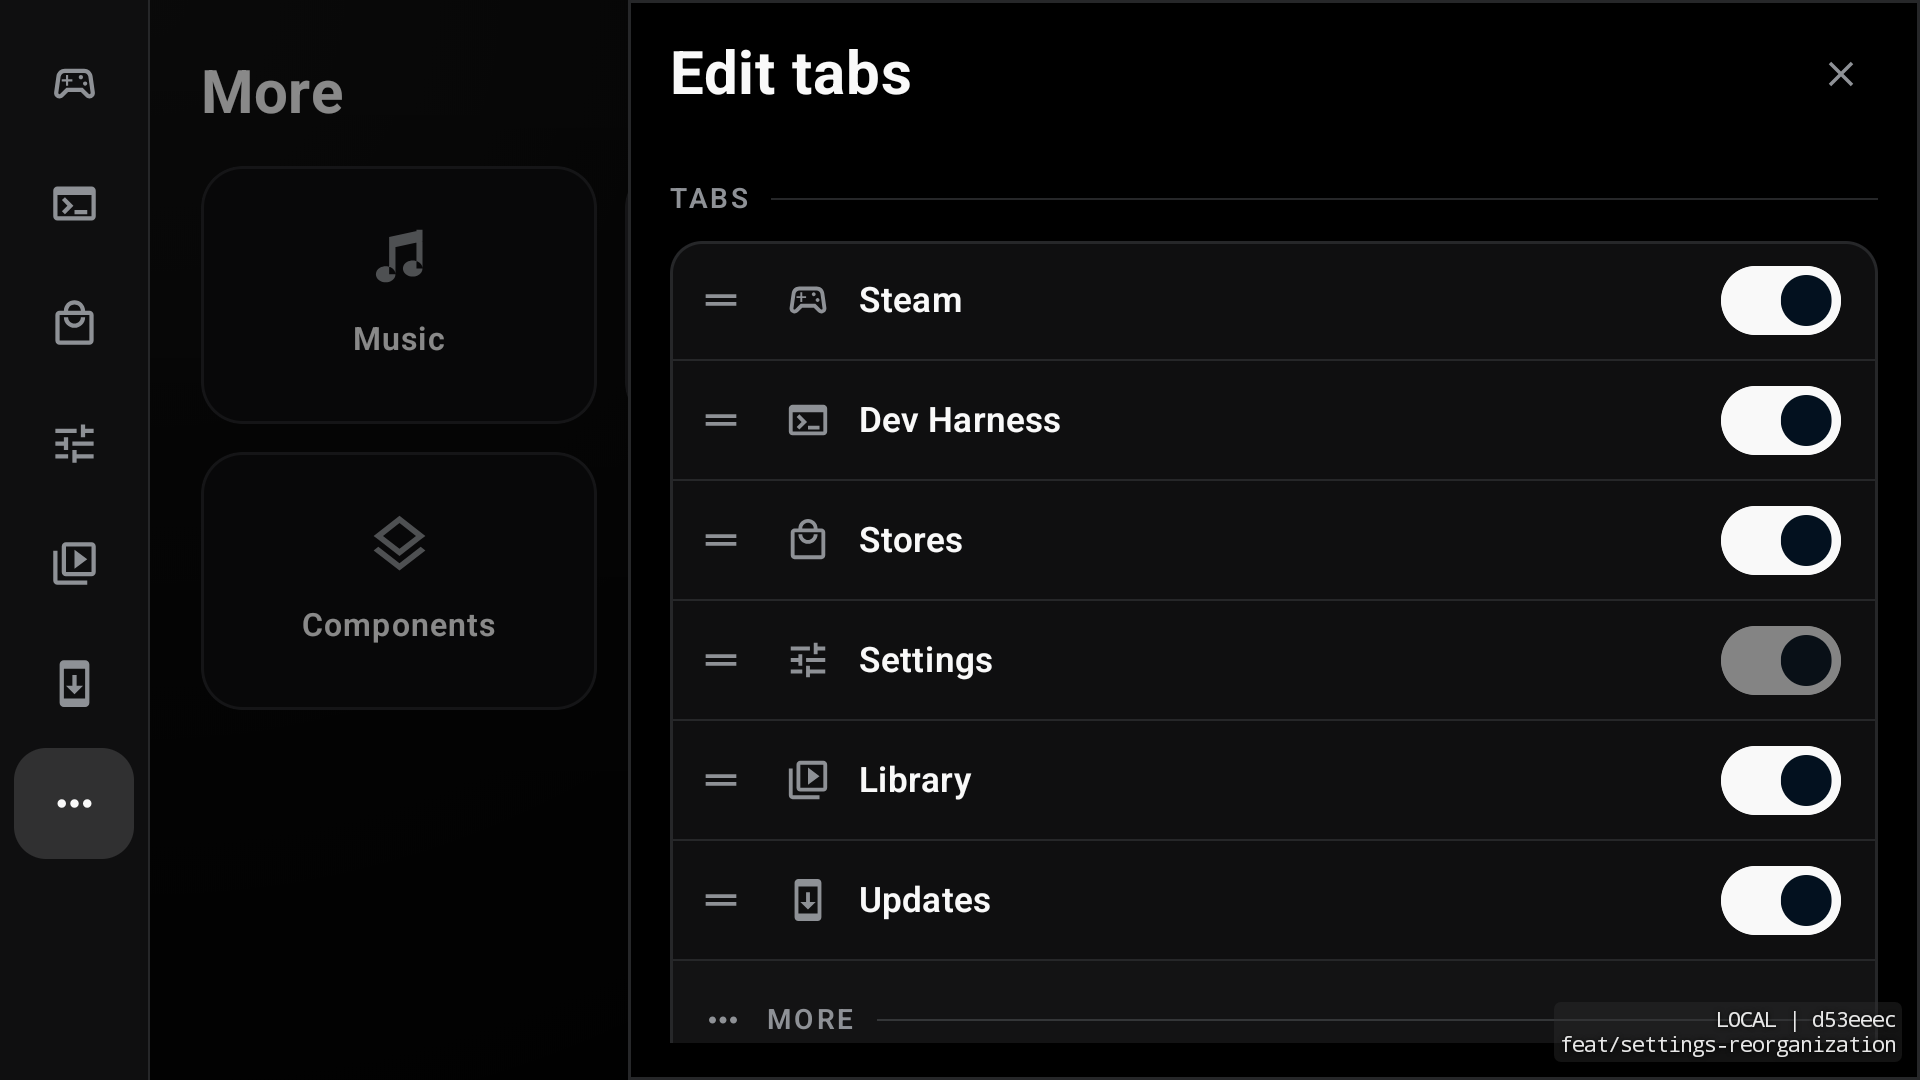 More
Music
Components
Edit tabs
TABS
Steam
Dev Harness
Stores
Settings
Library
Updates
MORE
LOCAL | d53eeec
feat/settings-reorganization